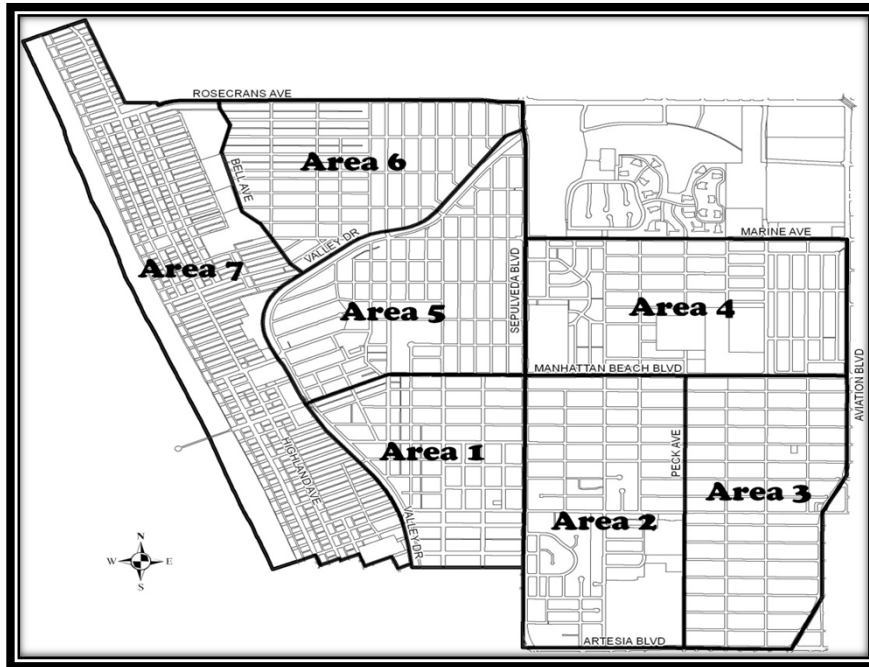 ROSECRANS AVE
Area 6
BELL AVE
VALLEY DR
MARINE AVE
Area 7
Area 5
SEPULVEDA BLVD
Area 4
MANHATTAN BEACH BLVD
AVIATION BLVD
HIGHLAND AVE
Area 1
PECK AVE
Area 3
Area 2
VALLEY DR
N
W
E
S
ARTESIA BLVD